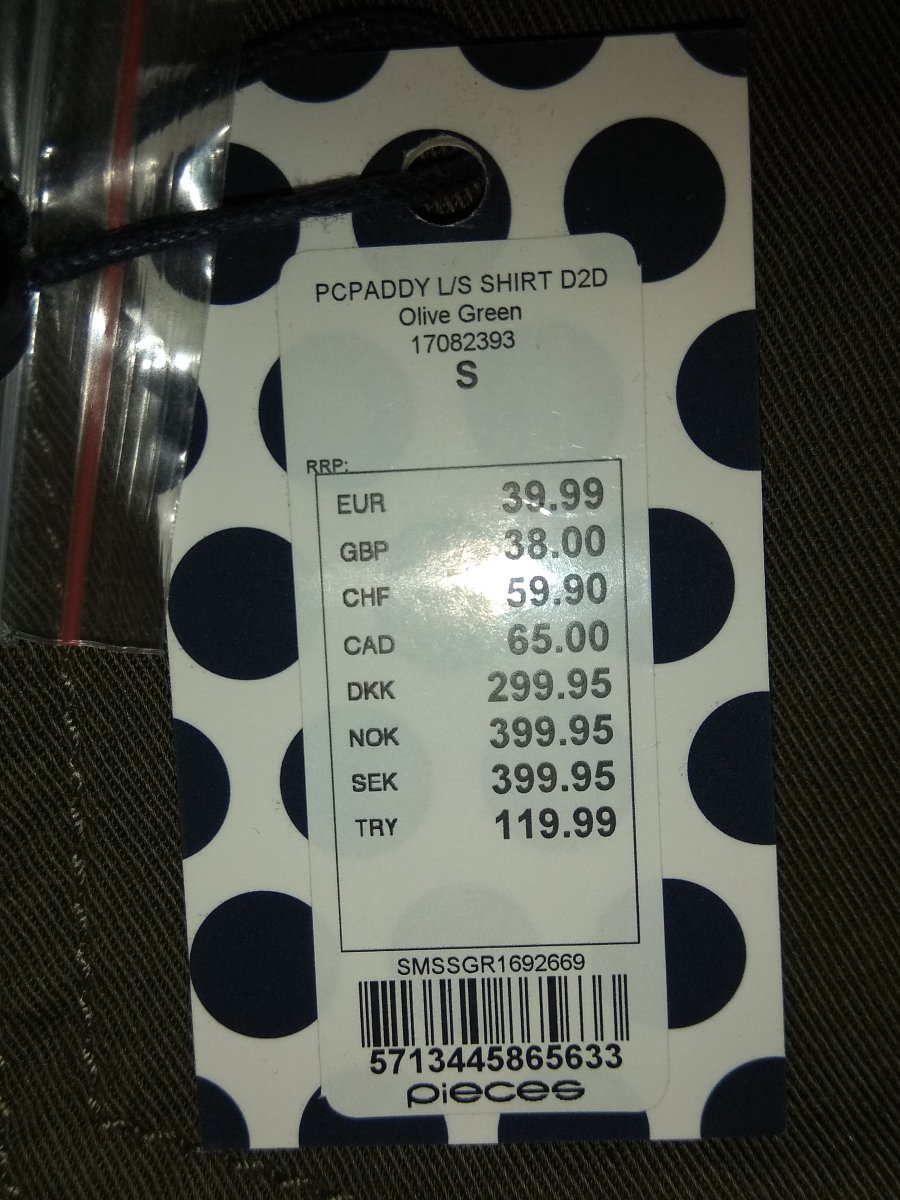 PCPADDY L/S SHIRT D2D
Olive Green
17082393
S
RRP:
EUR 39.99
GBP 38.00
CHF 59.90
CAD 65.00
DKK 299.95
NOK 399.95
SEK 399.95
TRY 119.99
SMSSGR1692669
5713445865633
pieces